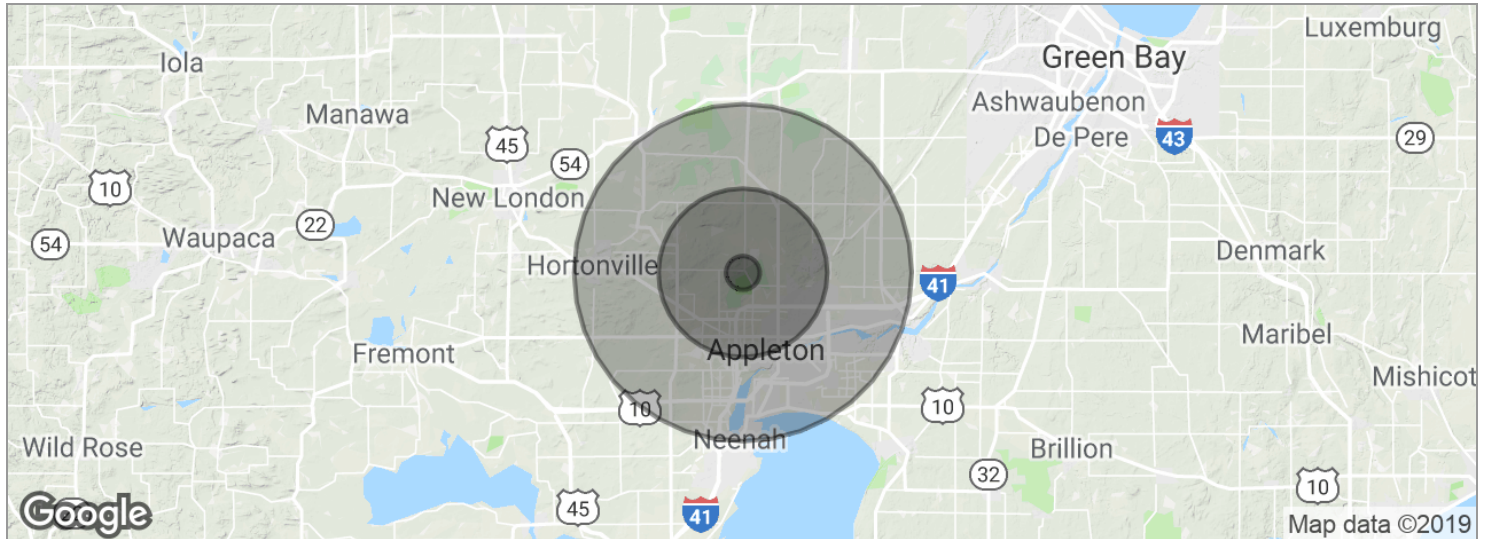 Luxemburg
Iola
Green Bay
Ashwaubenon
Manawa
De Pere
43
29
45
54
10
New London
22
54
Waupaca
Denmark
Hortonville
41
Maribel
Appleton
Fremont
Mishicot
10
10
Neenah
Wild Rose
Brillion
32
10
45
41
Google
Map data ©2019